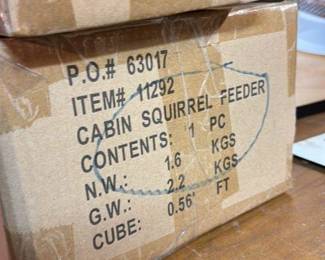 P.O.# 63017
ITEM# 11292
CABIN SQUIRREL FEEDER
CONTENTS: 1 PC
N.W.: 1.6 KGS
G.W.: 2.2 KGS
CUBE: 0.56' FT